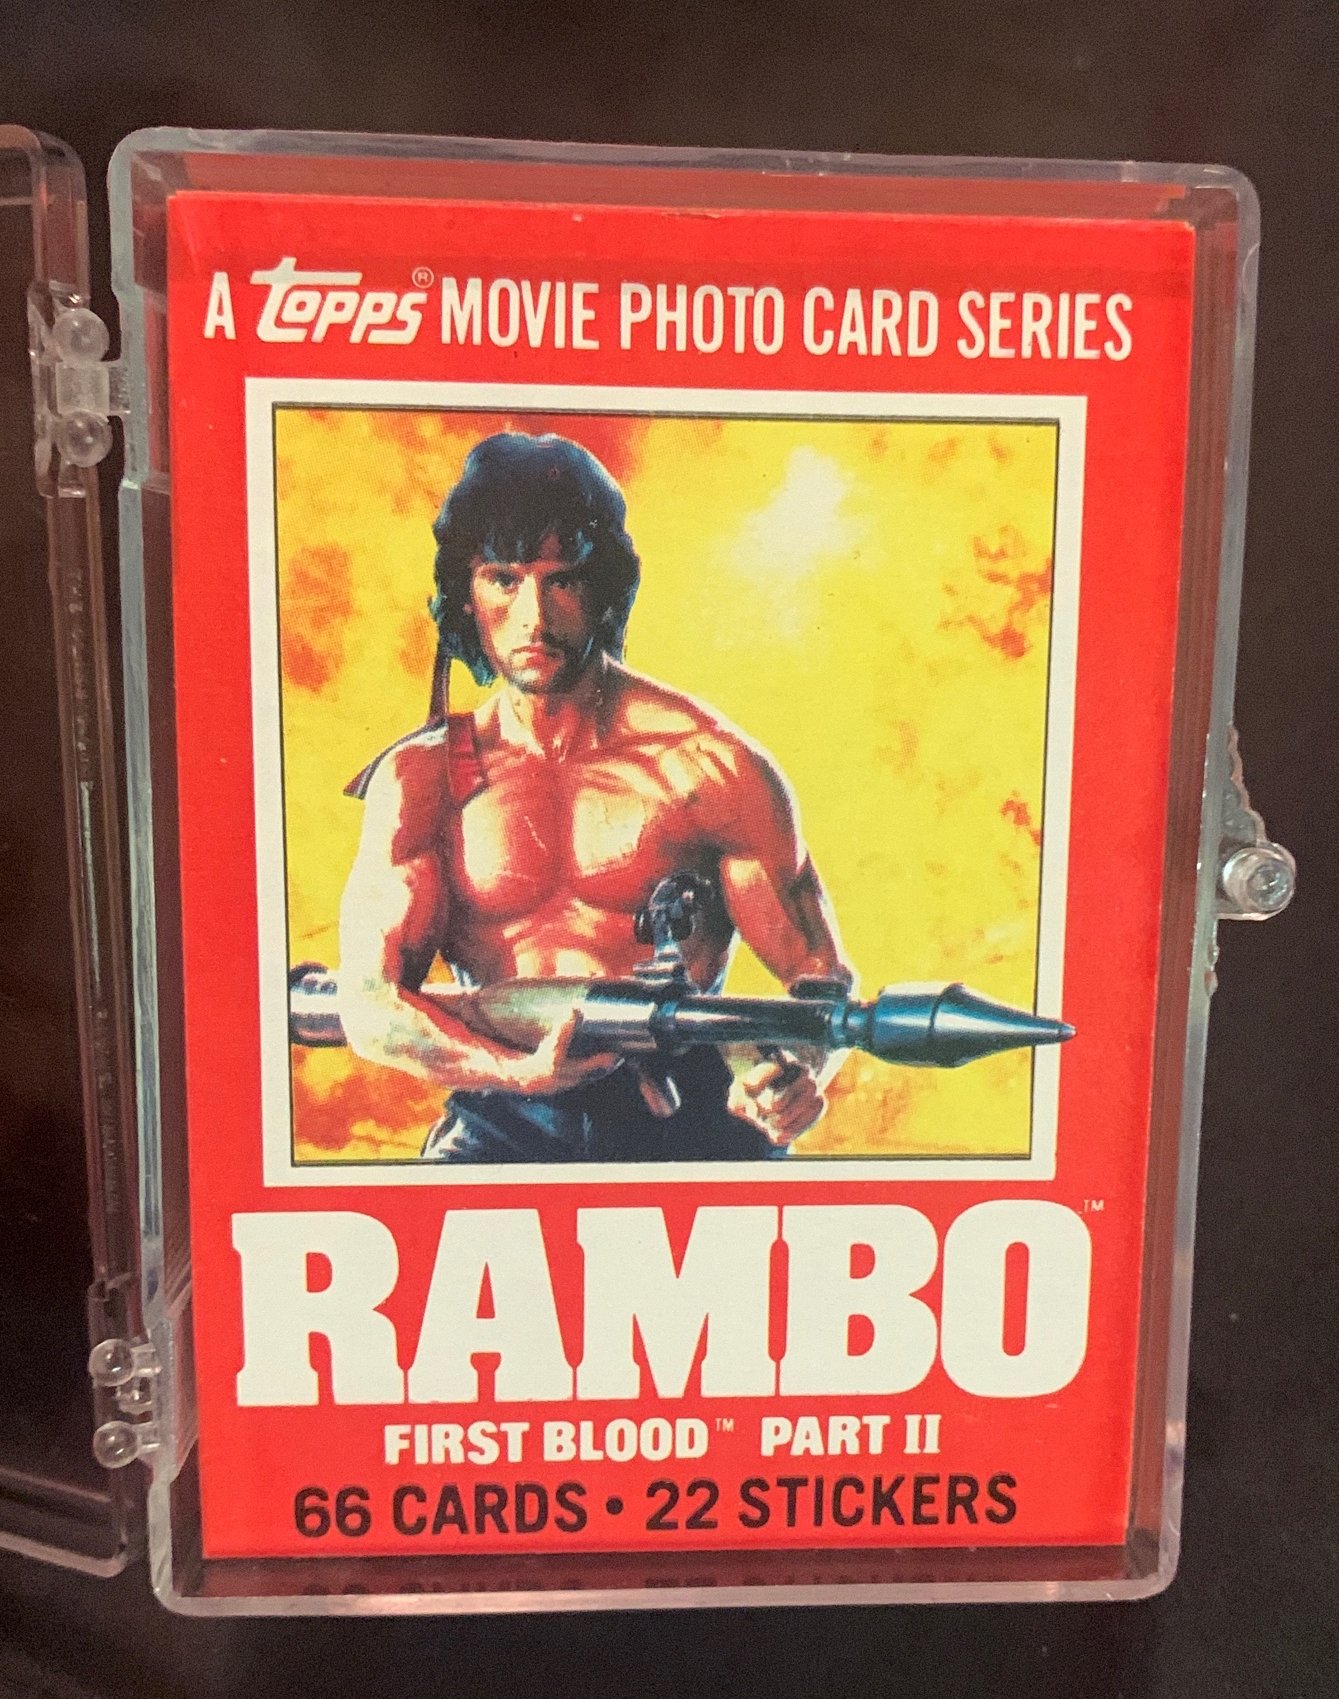 A Topps® MOVIE PHOTO CARD SERIES
RAMBO™
FIRST BLOOD™ PART II
66 CARDS • 22 STICKERS